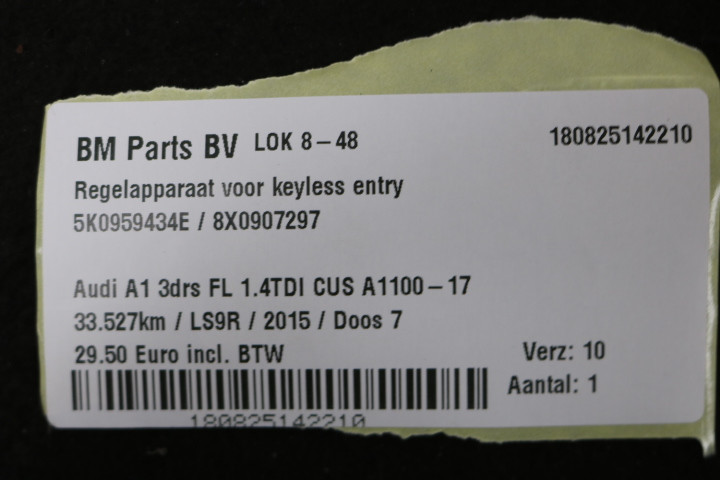 BM Parts BV LOK 8-48 180825142210
Regelapparaat voor keyless entry
5K0959434E / 8X0907297
Audi A1 3drs FL 1.4TDI CUS A1100-17
33.527km / LS9R / 2015 / Doos 7
29.50 Euro incl. BTW
Verz: 10
Aantal: 1
180825142210